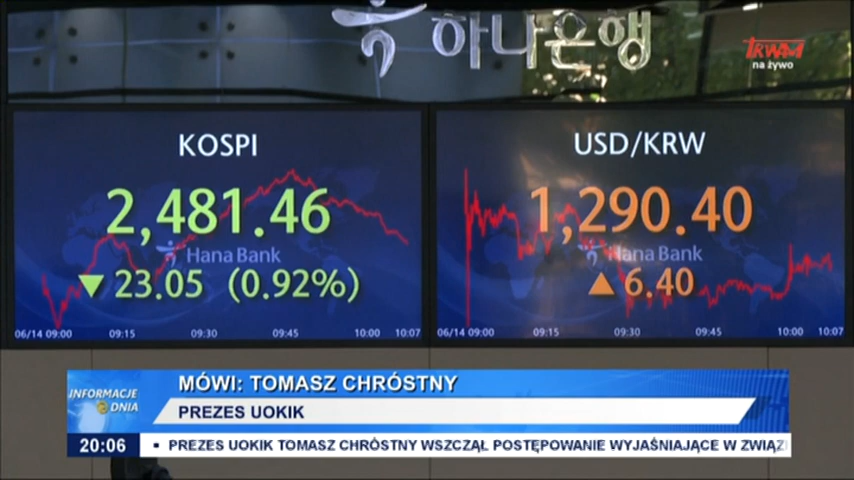 하나은행
TRWAM
na żywo
KOSPI
2,481.46
Hana Bank
▼ 23.05 (0.92%)
06/14 09:00 09:15 09:30 09:45 10:00 10:07
USD/KRW
1,290.40
Hana Bank
▲ 6.40
06/14 09:00 09:15 09:30 09:45 10:00 10:07
INFORMACJE DNIA
MÓWI: TOMASZ CHRÓSTNY
PREZES UOKIK
20:06
▪ PREZES UOKIK TOMASZ CHRÓSTNY WSZCZĄŁ POSTĘPOWANIE WYJAŚNIAJĄCE W ZWIĄZ